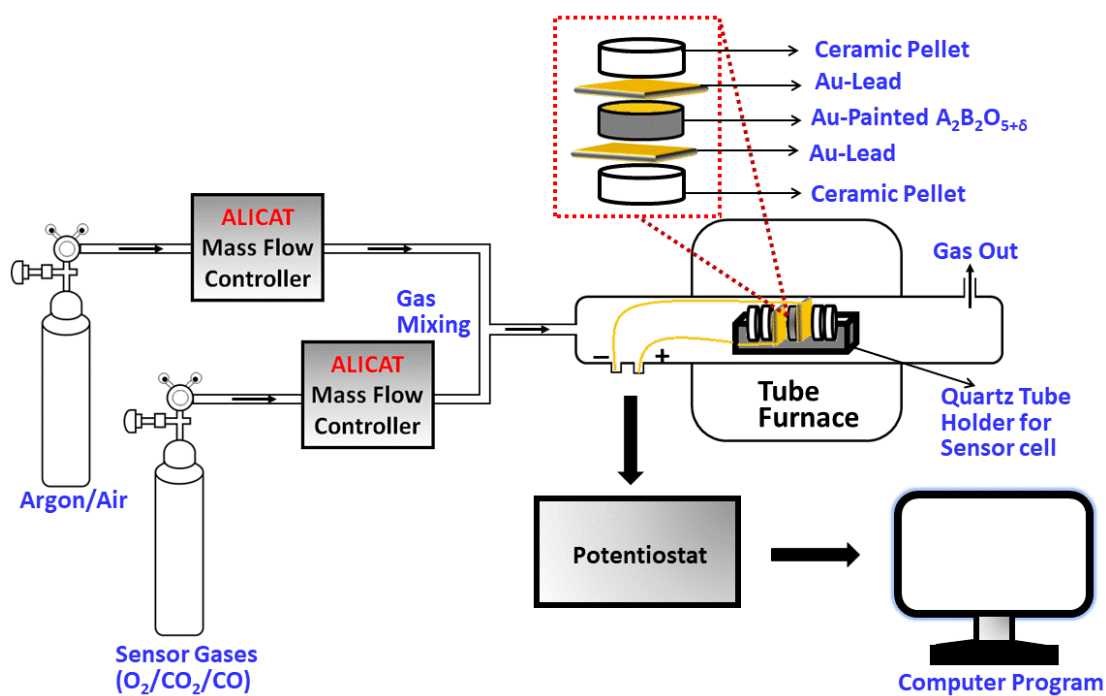 Ceramic Pellet
Au-Lead
Au-Painted A₂B₂O₅₊δ
Au-Lead
Ceramic Pellet
ALICAT
Mass Flow
Controller
Gas
Mixing
ALICAT
Mass Flow
Controller
Gas Out
– +
Tube
Furnace
Quartz Tube
Holder for
Sensor cell
Argon/Air
Potentiostat
Sensor Gases
(O₂/CO₂/CO)
Computer Program